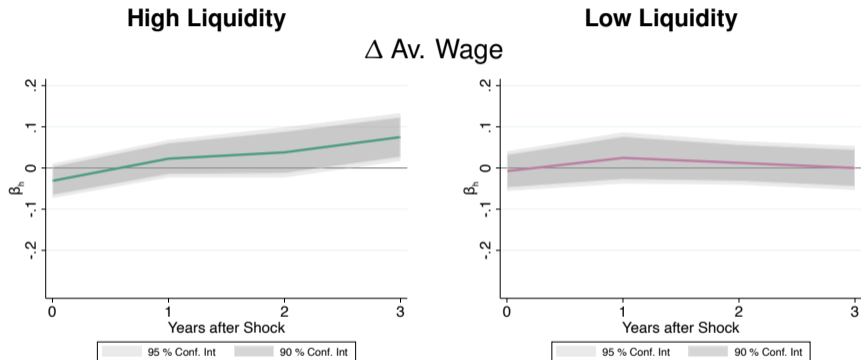 High Liquidity
Low Liquidity
Δ Av. Wage
.2
.1
0
-.1
-.2
βh
0 1 2 3
Years after Shock
95 % Conf. Int 90 % Conf. Int
.2
.1
0
-.1
-.2
βh
0 1 2 3
Years after Shock
95 % Conf. Int 90 % Conf. Int